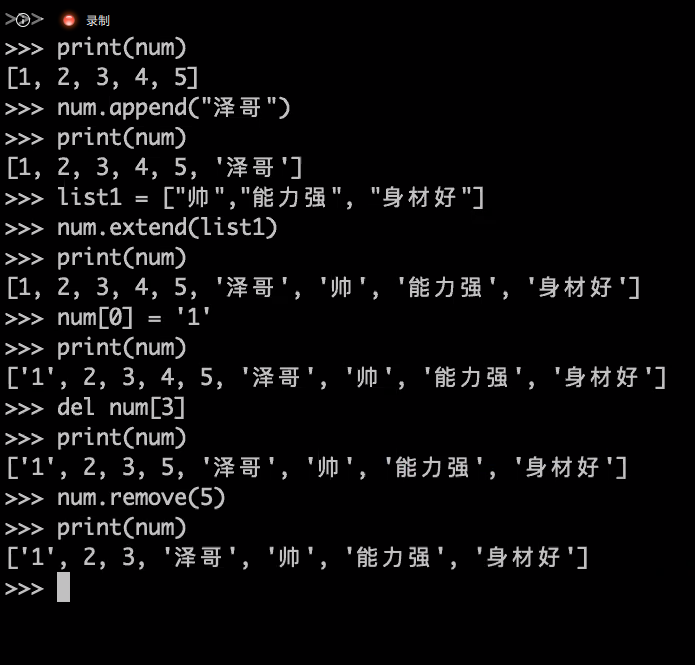 >>> 录制
>>> print(num)
[1, 2, 3, 4, 5]
>>> num.append("泽哥")
>>> print(num)
[1, 2, 3, 4, 5, '泽哥']
>>> list1 = ["帅","能力强", "身材好"]
>>> num.extend(list1)
>>> print(num)
[1, 2, 3, 4, 5, '泽哥', '帅', '能力强', '身材好']
>>> num[0] = '1'
>>> print(num)
['1', 2, 3, 4, 5, '泽哥', '帅', '能力强', '身材好']
>>> del num[3]
>>> print(num)
['1', 2, 3, 5, '泽哥', '帅', '能力强', '身材好']
>>> num.remove(5)
>>> print(num)
['1', 2, 3, '泽哥', '帅', '能力强', '身材好']
>>>